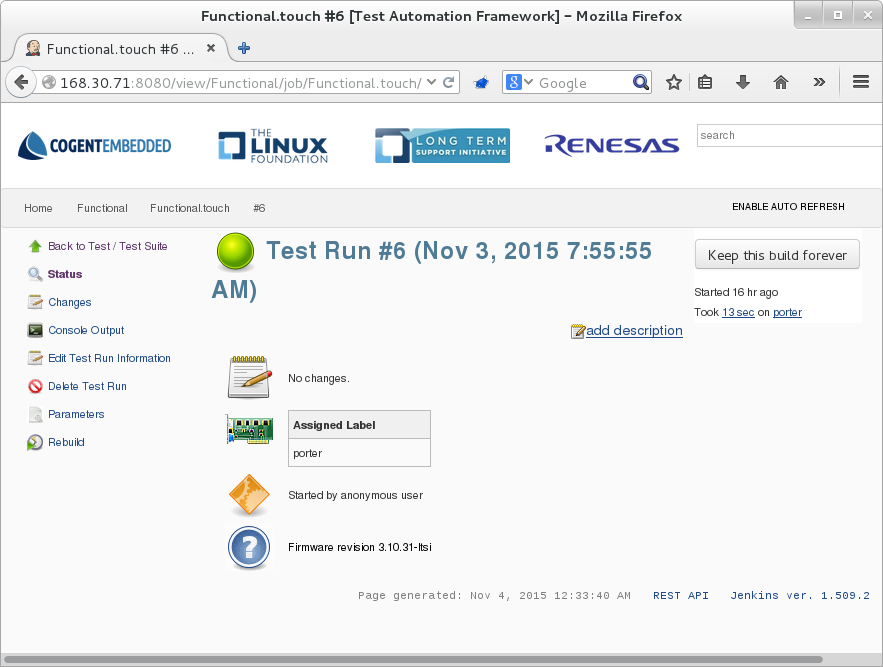 Functional.touch #6 [Test Automation Framework] – Mozilla Firefox
Functional.touch #6 ...
168.30.71:8080/view/Functional/job/Functional.touch/
8
Google
COGENTEMBEDDED
THE
LINUX
FOUNDATION
LONG TERM
SUPPORT INITIATIVE
RENESAS
search
Home
Functional
Functional.touch
#6
ENABLE AUTO REFRESH
Back to Test / Test Suite
Status
Changes
Console Output
Edit Test Run Information
Delete Test Run
Parameters
Rebuild
Test Run #6 (Nov 3, 2015 7:55:55
AM)
Keep this build forever
Started 16 hr ago
Took 13 sec on porter
add description
No changes.
Assigned Label
porter
Started by anonymous user
Firmware revision 3.10.31-ltsi
Page generated: Nov 4, 2015 12:33:40 AM
REST API
Jenkins ver. 1.509.2